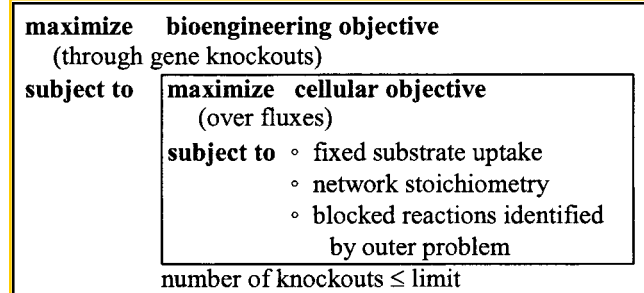 maximize bioengineering objective
(through gene knockouts)
subject to maximize cellular objective
(over fluxes)
subject to ◦ fixed substrate uptake
◦ network stoichiometry
◦ blocked reactions identified
by outer problem
number of knockouts ≤ limit